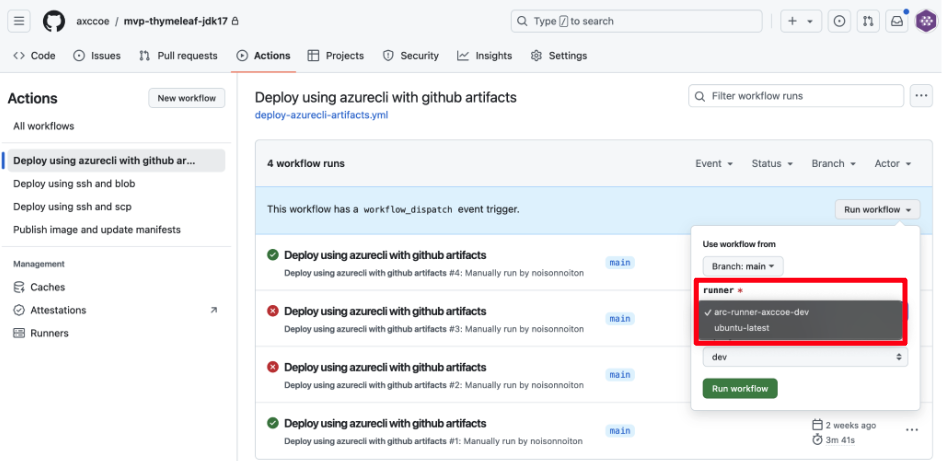 axccoe / mvp-thymeleaf-jdk17
Type / to search
Code Issues Pull requests Actions Projects Security Insights Settings
Actions
New workflow
All workflows
Deploy using azurecli with github ar...
Deploy using ssh and blob
Deploy using ssh and scp
Publish image and update manifests
Management
Caches
Attestations
Runners
Deploy using azurecli with github artifacts
deploy-azurecli-artifacts.yml
Filter workflow runs
4 workflow runs
Event Status Branch Actor
This workflow has a workflow_dispatch event trigger.
Run workflow
Use workflow from
Branch: main
runner *
✓ arc-runner-axccoe-dev
ubuntu-latest
dev
Run workflow
Deploy using azurecli with github artifacts
Deploy using azurecli with github artifacts #4: Manually run by noisonnoiton
main
Deploy using azurecli with github artifacts
Deploy using azurecli with github artifacts #3: Manually run by noisonnoiton
main
Deploy using azurecli with github artifacts
Deploy using azurecli with github artifacts #2: Manually run by noisonnoiton
main
Deploy using azurecli with github artifacts
Deploy using azurecli with github artifacts #1: Manually run by noisonnoiton
main
2 weeks ago
3m 41s